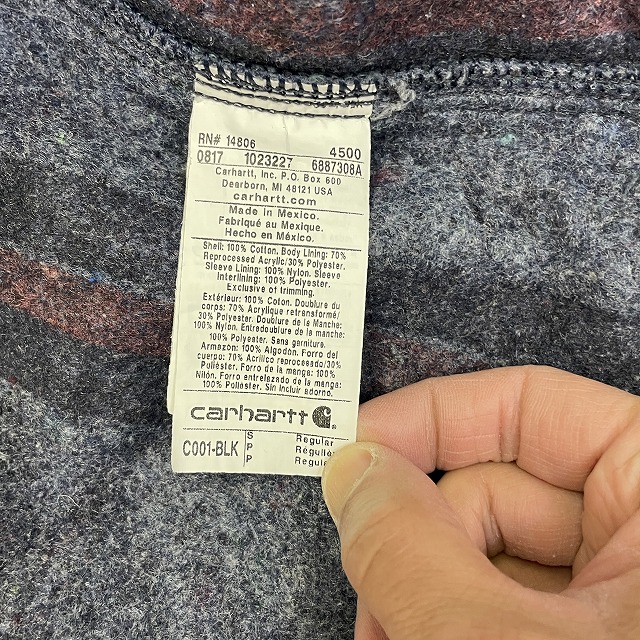 RN# 14806 4500
0817 1023227 6887308A
Carhartt, Inc. P.O. Box 600
Dearborn, MI 48121 USA
carhartt.com
Made in Mexico.
Fabriqué au Mexique.
Hecho en México.
Shell: 100% Cotton. Body Lining: 70%
Reprocessed Acrylic/30% Polyester.
Sleeve Lining: 100% Nylon. Sleeve
Interlining: 100% Polyester.
Exclusive of trimming.
Extérieur: 100% Coton. Doublure du
corps: 70% Acrylique retransformé/
30% Polyester. Doublure de la Manche:
100% Nylon. Entredoublure de la manche:
100% Polyester. Sans garniture.
Armazon: 100% Algodón. Forro del
cuerpo: 70% Acrílico reprocesado/30%
Poliéster. Forro de la manga: 100%
Nilón. Forro entrelazado de la manga:
100% Poliéster. Sin incluir adorno.
carhartt
C001-BLK S Regular
P Régulier
P Regular